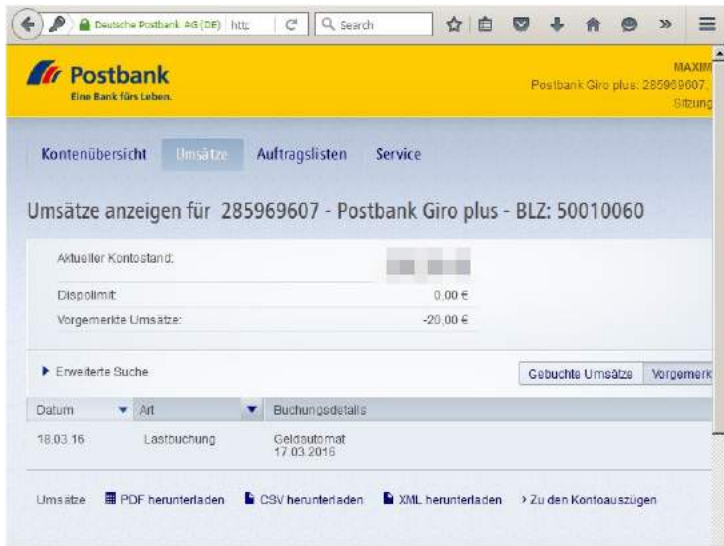 Deutsche Postbank AG (DE) http
Search
Postbank
Eine Bank fürs Leben.
MAXIM
Postbank Giro plus: 285969607,
Sitzung
Kontenübersicht Umsätze Auftragslisten Service
Umsätze anzeigen für 285969607 - Postbank Giro plus - BLZ: 50010060
Aktueller Kontostand:
Dispolimit: 0,00 €
Vorgemerkte Umsätze: -20,00 €
Erweiterte Suche
Gebuchte Umsätze Vorgemerk
Datum Art Buchungsdetails
18.03.16 Lastbuchung Geldautomat
17.03.2016
Umsätze PDF herunterladen CSV herunterladen XML herunterladen › Zu den Kontoauszügen